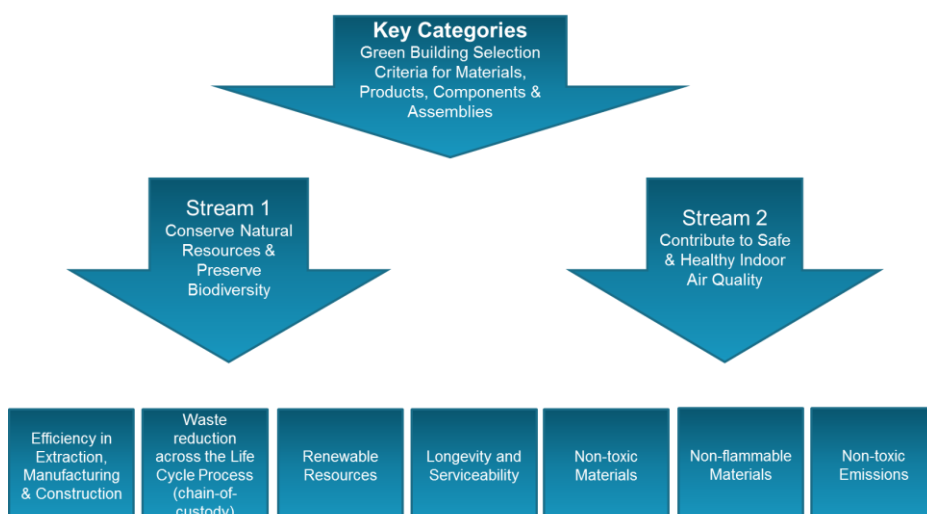 Key Categories
Green Building Selection
Criteria for Materials,
Products, Components &
Assemblies
Stream 1
Conserve Natural
Resources &
Preserve
Biodiversity
Stream 2
Contribute to Safe
& Healthy Indoor
Air Quality
Efficiency in
Extraction,
Manufacturing
& Construction
Waste
reduction
across the Life
Cycle Process
(chain-of-
custody)
Renewable
Resources
Longevity and
Serviceability
Non-toxic
Materials
Non-flammable
Materials
Non-toxic
Emissions